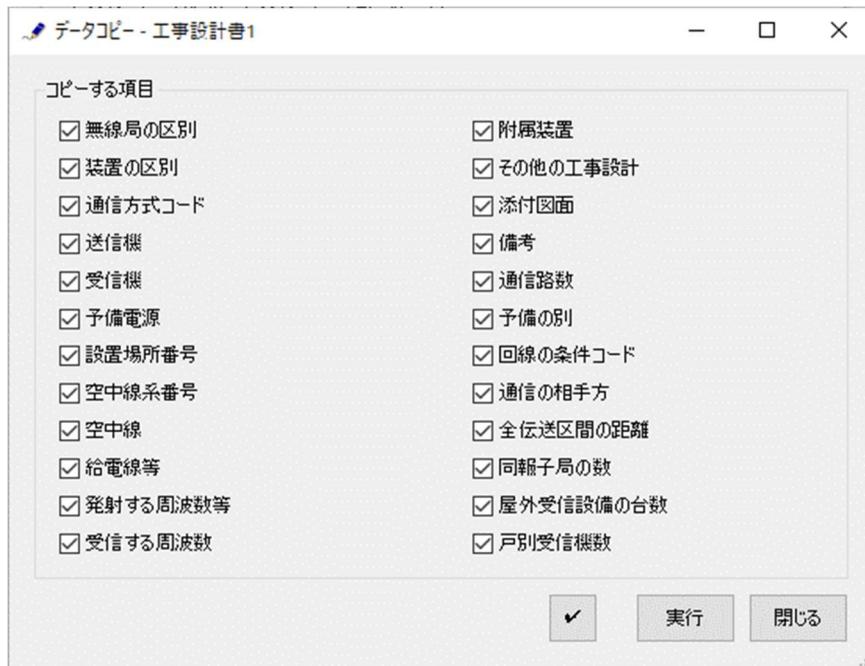 データコピー - 工事設計書1
コピーする項目
無線局の区別
装置の区別
通信方式コード
送信機
受信機
予備電源
設置場所番号
空中線系番号
空中線
給電線等
発射する周波数等
受信する周波数
附属装置
その他の工事設計
添付図面
備考
通信路数
予備の別
回線の条件コード
通信の相手方
全伝送区間の距離
同報子局の数
屋外受信設備の台数
戸別受信機数
✔
実行
閉じる